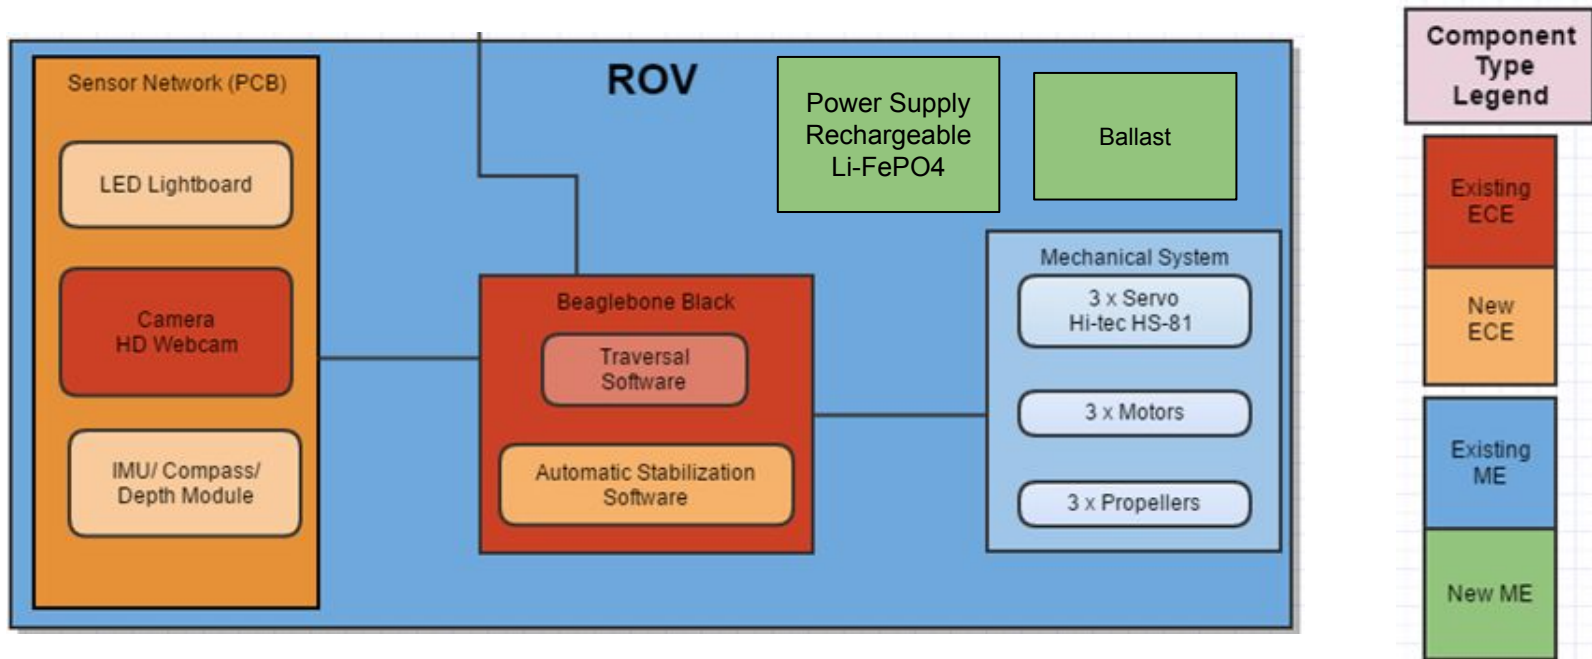 ROV
Sensor Network (PCB)
LED Lightboard
Camera
HD Webcam
IMU/ Compass/
Depth Module
Beaglebone Black
Traversal
Software
Automatic Stabilization
Software
Power Supply
Rechargeable
Li-FePO4
Ballast
Mechanical System
3 x Servo
Hi-tec HS-81
3 x Motors
3 x Propellers
Component
Type
Legend
Existing
ECE
New
ECE
Existing
ME
New ME